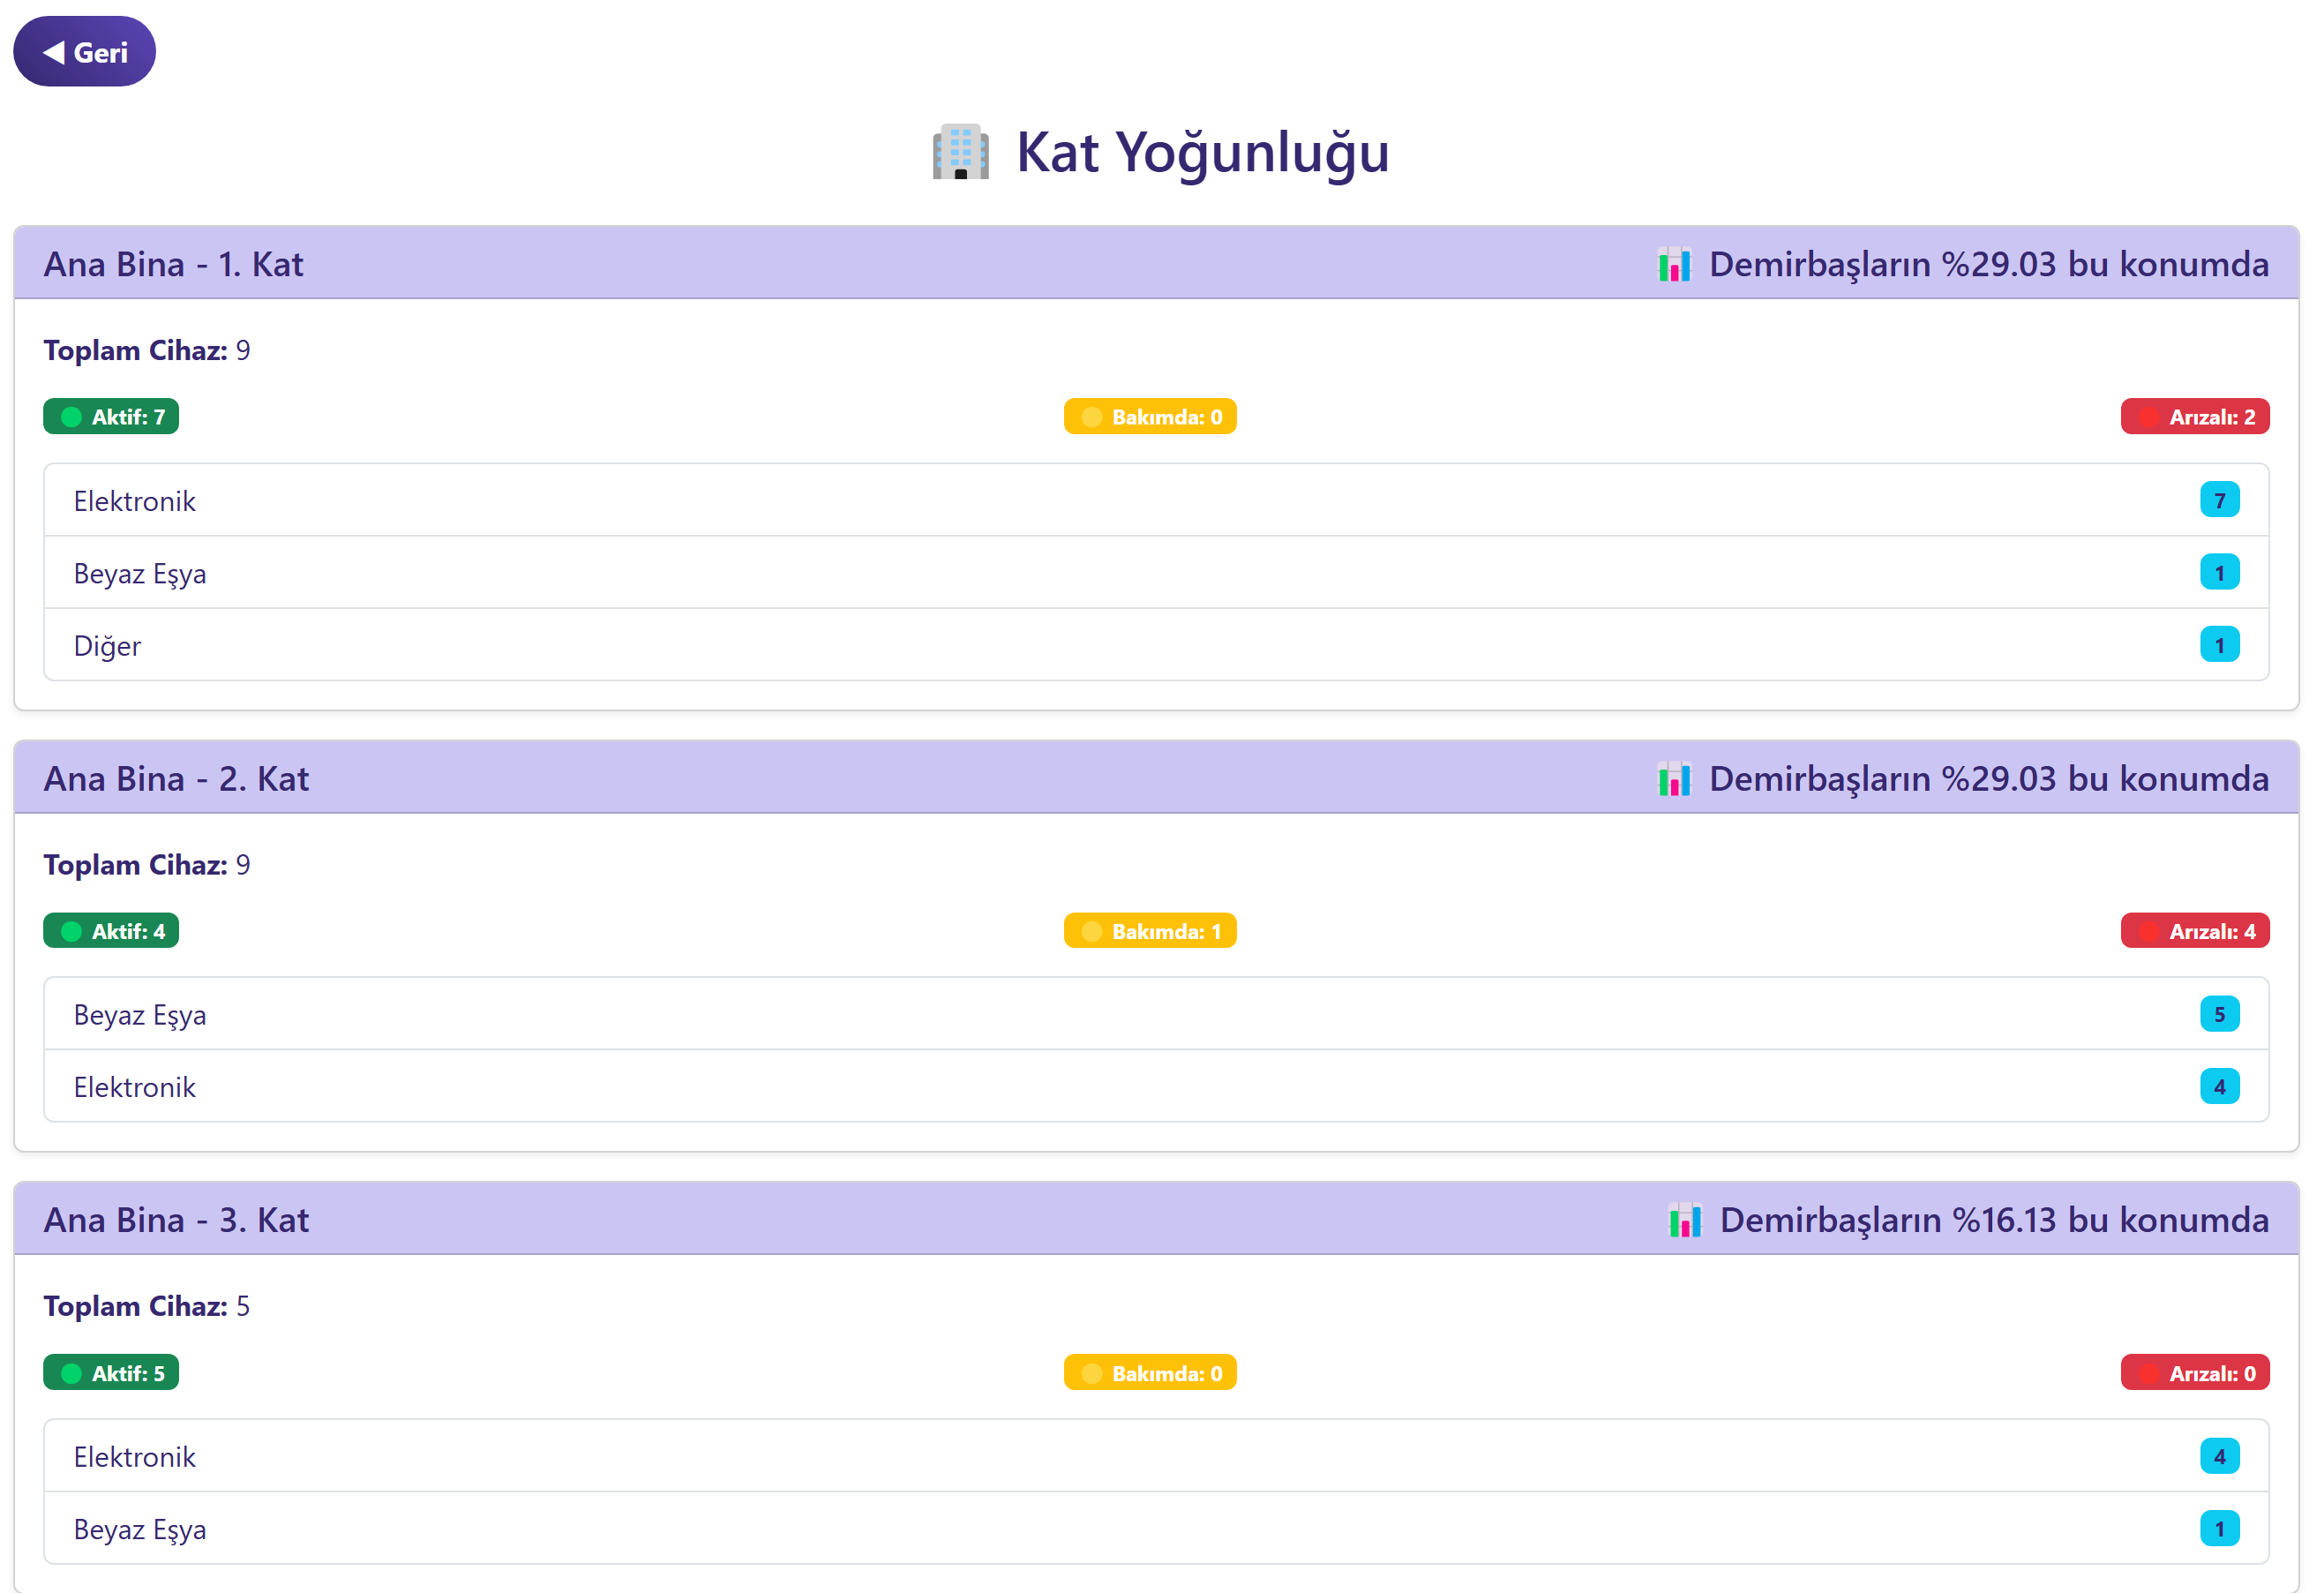 ◀ Geri
🏢 Kat Yoğunluğu
Ana Bina - 1. Kat 📊 Demirbaşların %29.03 bu konumda
Toplam Cihaz: 9
Aktif: 7 Bakımda: 0 Arızalı: 2
Elektronik 7
Beyaz Eşya 1
Diğer 1
Ana Bina - 2. Kat 📊 Demirbaşların %29.03 bu konumda
Toplam Cihaz: 9
Aktif: 4 Bakımda: 1 Arızalı: 4
Beyaz Eşya 5
Elektronik 4
Ana Bina - 3. Kat 📊 Demirbaşların %16.13 bu konumda
Toplam Cihaz: 5
Aktif: 5 Bakımda: 0 Arızalı: 0
Elektronik 4
Beyaz Eşya 1